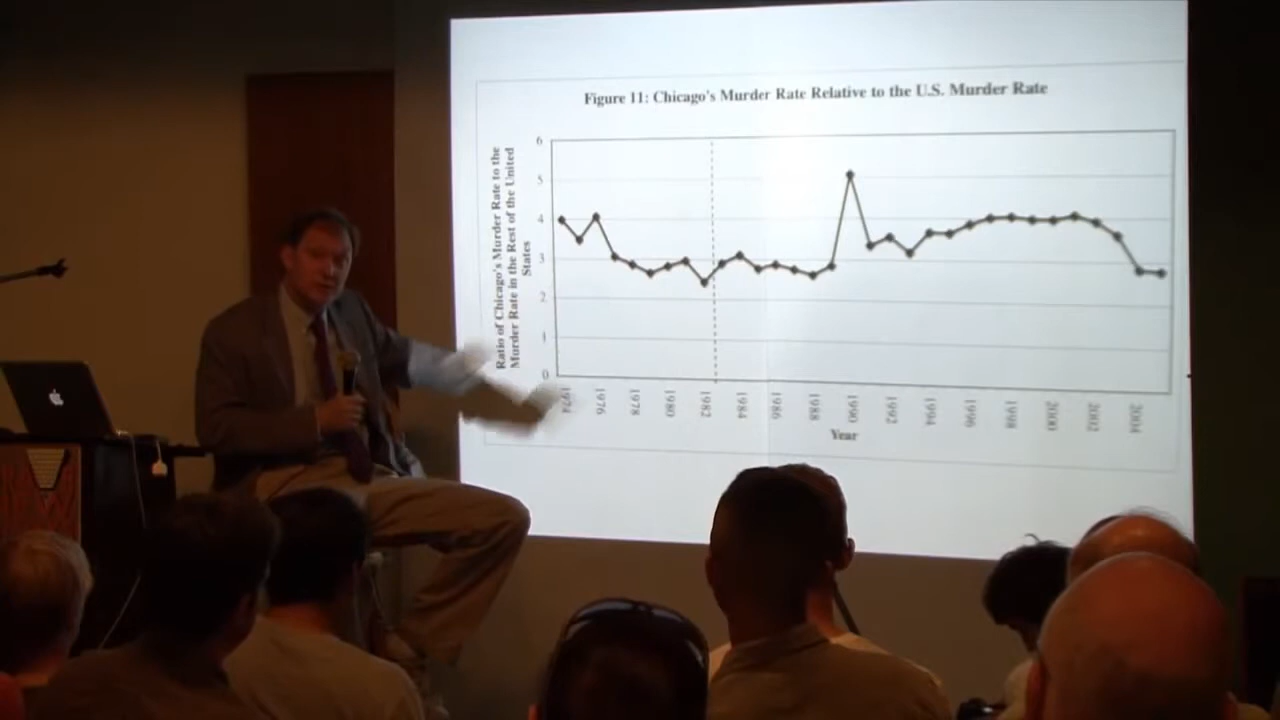 Figure 11: Chicago's Murder Rate Relative to the U.S. Murder Rate
Ratio of Chicago's Murder Rate to the
Murder Rate in the Rest of the United
States
6
5
4
3
2
1
0
1974 1976 1978 1980 1982 1984 1986 1988 1990 1992 1994 1996 1998 2000 2002 2004
Year